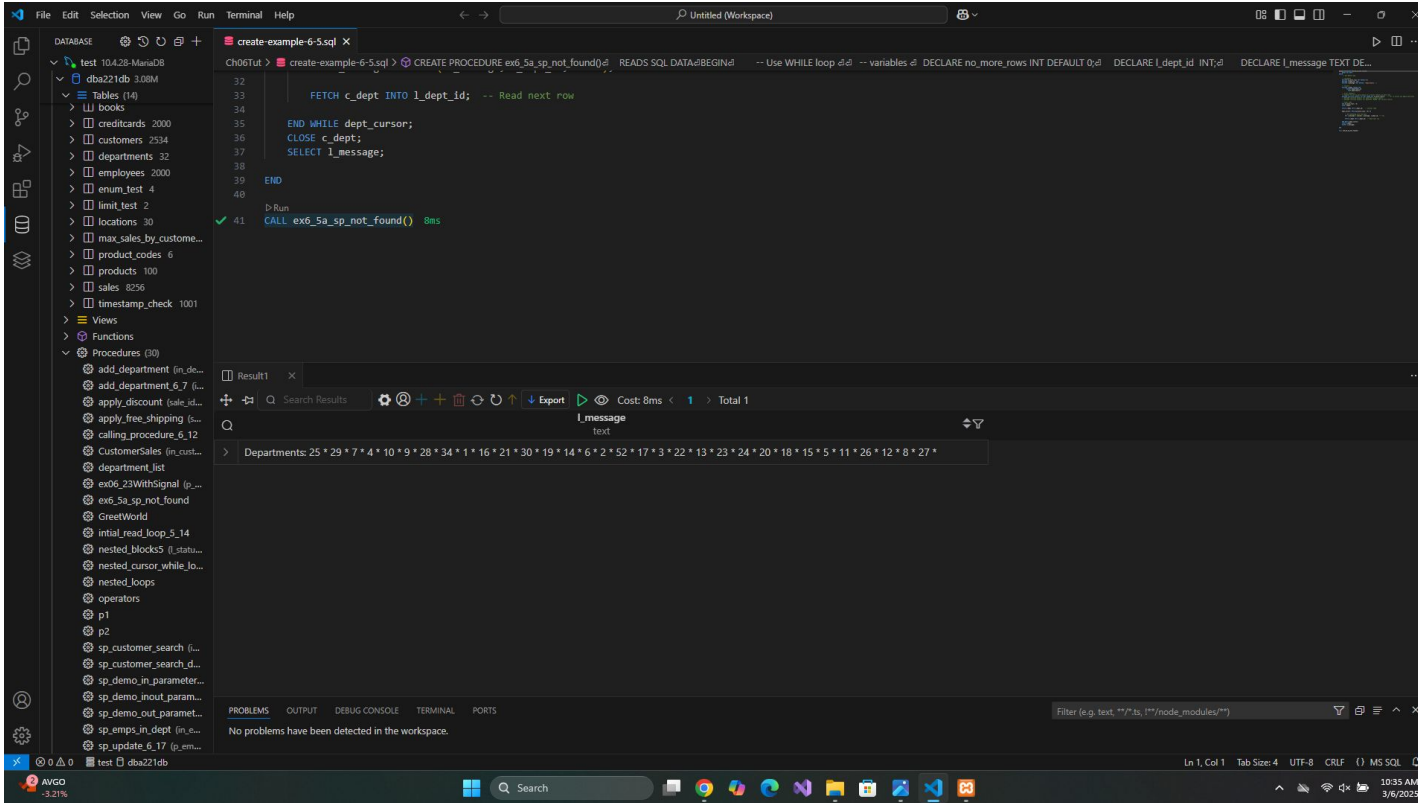 File Edit Selection View Go Run Terminal Help
Untitled (Workspace)
DATABASE
create-example-6-5.sql
Ch06Tut > create-example-6-5.sql > CREATE PROCEDURE ex6_5a_sp_not_found() READS SQL DATA BEGIN -- Use WHILE loop -- variables DECLARE no_more_rows INT DEFAULT 0; DECLARE l_dept_id INT; DECLARE l_message TEXT DE...
test 10.4.28-MariaDB
dba221db 3.08M
Tables (14)
books
creditcards 2000
customers 2534
departments 32
employees 2000
enum_test 4
limit_test 2
locations 30
max_sales_by_custome...
product_codes 6
products 100
sales 8256
timestamp_check 1001
Views
Functions
Procedures (30)
add_department (in_de...
add_department_6_7 (i...
apply_discount (sale_id...
apply_free_shipping (s...
calling_procedure_6_12
CustomerSales (in_cust...
department_list
ex06_23WithSignal (p_...
ex6_5a_sp_not_found
GreetWorld
intial_read_loop_5_14
nested_blocks5 (l_statu...
nested_cursor_while_lo...
nested_loops
operators
p1
p2
sp_customer_search (i...
sp_customer_search_d...
sp_demo_in_parameter...
sp_demo_inout_param...
sp_demo_out_paramet...
sp_emps_in_dept (in_e...
sp_update_6_17 (p_em...
32
33 FETCH c_dept INTO l_dept_id; -- Read next row
34
35 END WHILE dept_cursor;
36 CLOSE c_dept;
37 SELECT l_message;
38
39 END
40
Run
41 CALL ex6_5a_sp_not_found() 8ms
Result1
Search Results Export Cost: 8ms < 1 > Total 1
l_message
text
Departments: 25 * 29 * 7 * 4 * 10 * 9 * 28 * 34 * 1 * 16 * 21 * 30 * 19 * 14 * 6 * 2 * 52 * 17 * 3 * 22 * 13 * 23 * 24 * 20 * 18 * 15 * 5 * 11 * 26 * 12 * 8 * 27 *
PROBLEMS OUTPUT DEBUG CONSOLE TERMINAL PORTS
Filter (e.g. text, **/*.ts, !**/node_modules/**)
No problems have been detected in the workspace.
0 0 test dba221db
Ln 1, Col 1 Tab Size: 4 UTF-8 CRLF {} MS SQL
2
AVGO
-3.21%
Search
10:35 AM
3/6/2025